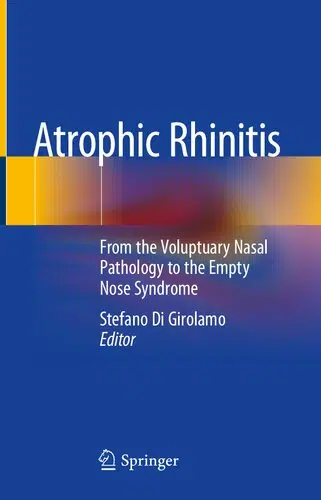 Atrophic Rhinitis
From the Voluptuary Nasal
Pathology to the Empty
Nose Syndrome
Stefano Di Girolamo
Editor
Springer